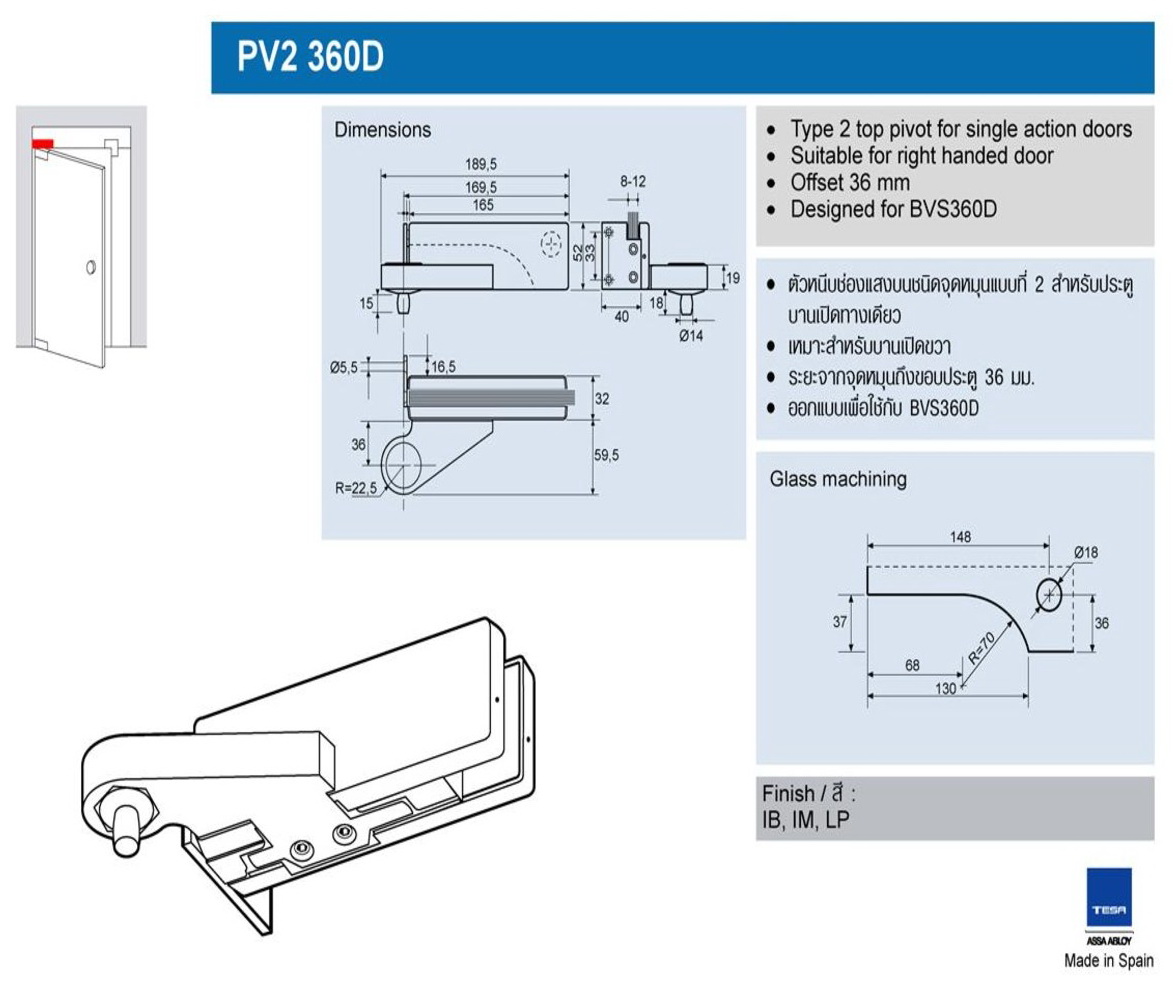 PV2 360D
Dimensions
189,5
169,5
165
8-12
52
33
19
15
18
40
Ø14
Ø5,5
16,5
32
36
59,5
R=22,5
• Type 2 top pivot for single action doors
• Suitable for right handed door
• Offset 36 mm
• Designed for BVS360D
• ตัวหนีบช่องแสงบนชนิดจุดหมุนแบบที่ 2 สำหรับประตู
บานเปิดทางเดียว
• เหมาะสำหรับบานเปิดขวา
• ระยะจากจุดหมุนถึงขอบประตู 36 มม.
• ออกแบบเพื่อใช้กับ BVS360D
Glass machining
148
Ø18
37
36
R=70
68
130
Finish / สี :
IB, IM, LP
TESA
ASSA ABLOY
Made in Spain